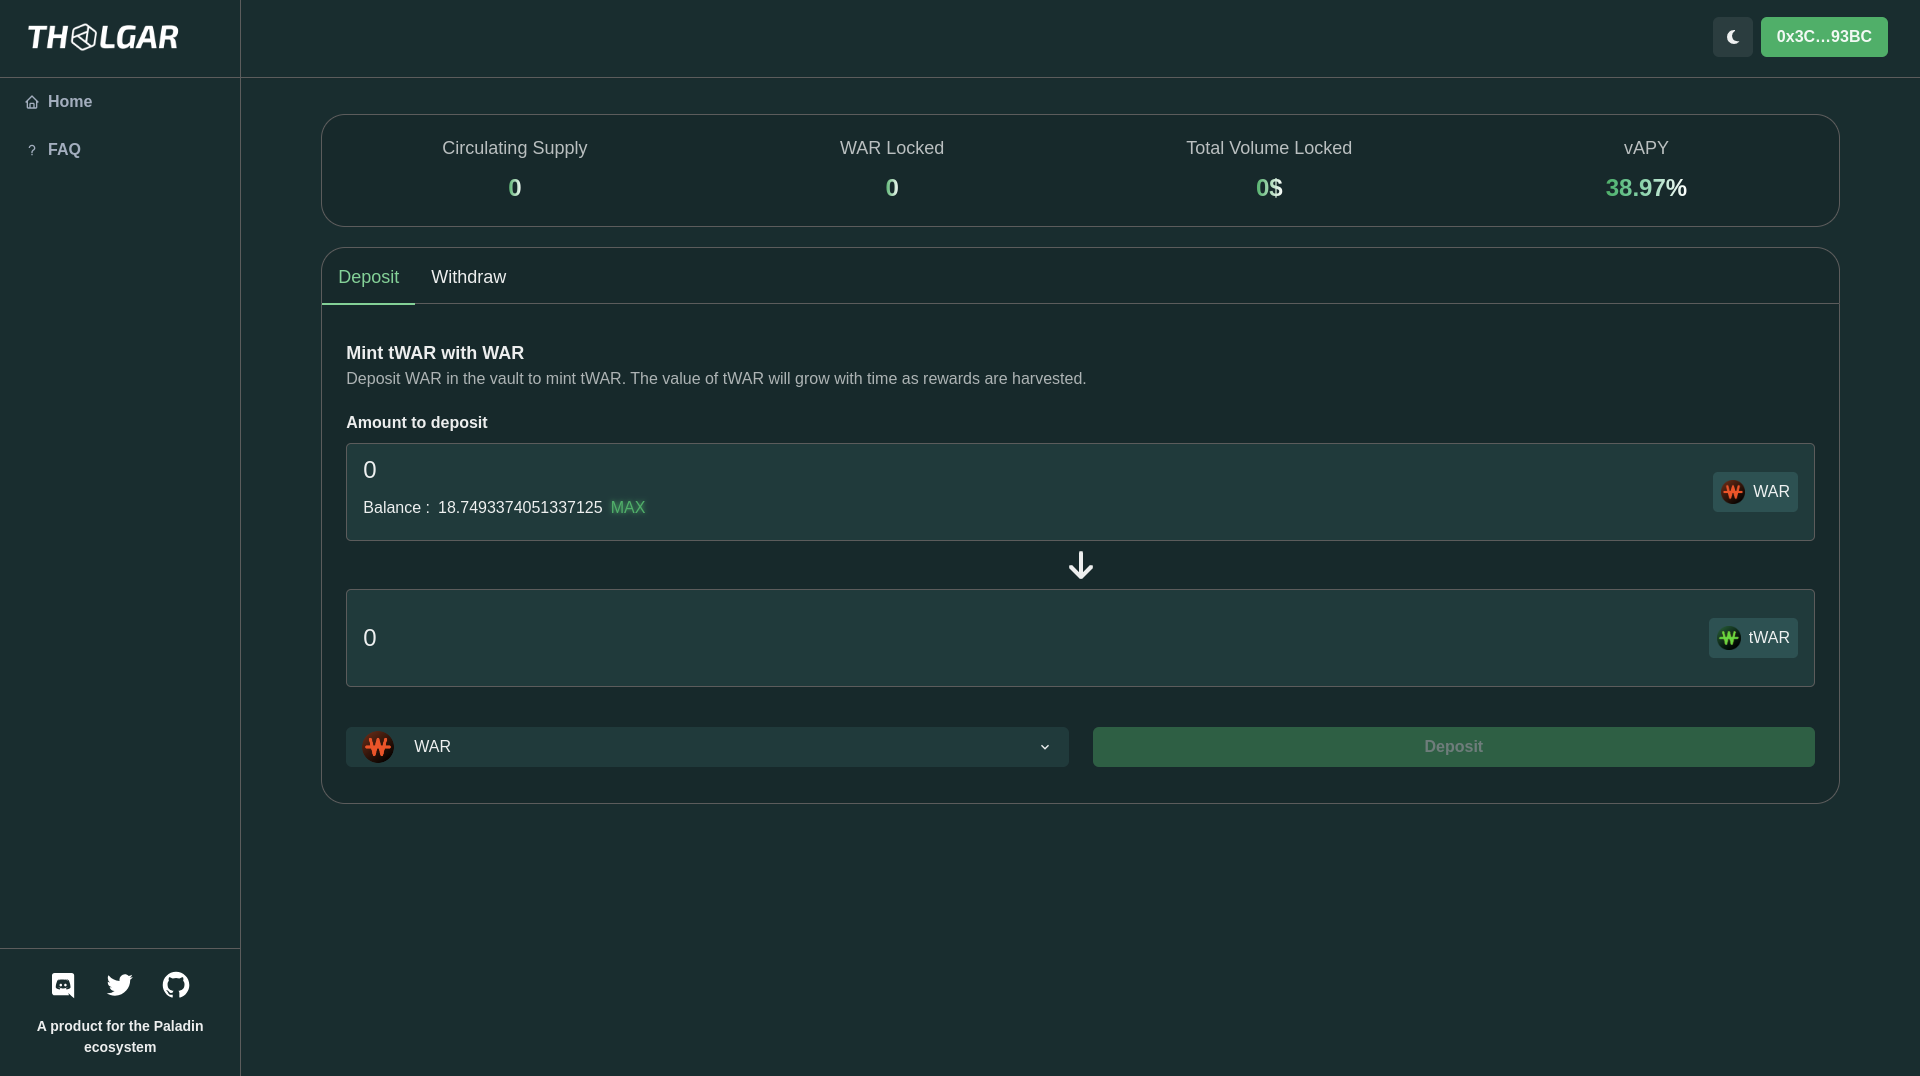 THOLGAR
0x3C...93BC
Home
? FAQ
Circulating Supply
0
WAR Locked
0
Total Volume Locked
0$
vAPY
38.97%
Deposit
Withdraw
Mint tWAR with WAR
Deposit WAR in the vault to mint tWAR. The value of tWAR will grow with time as rewards are harvested.
Amount to deposit
0
Balance : 18.7493374051337125 MAX
WAR
0
tWAR
WAR
Deposit
A product for the Paladin
ecosystem